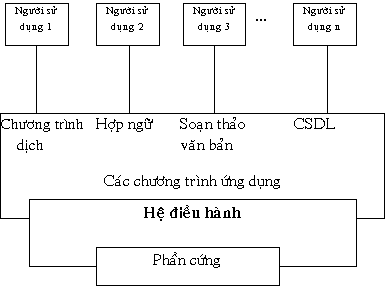 Người sử
dụng 1
Người sử
dụng 2
Người sử
dụng 3
...
Người sử
dụng n
Chương trình
dịch
Hợp ngữ
Soạn thảo
văn bản
CSDL
Các chương trình ứng dụng
Hệ điều hành
Phần cứng